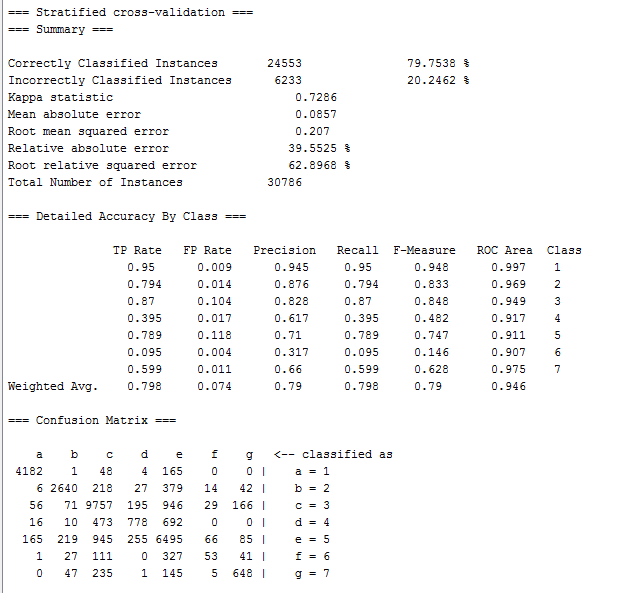 === Stratified cross-validation ===
=== Summary ===
Correctly Classified Instances 24553 79.7538 %
Incorrectly Classified Instances 6233 20.2462 %
Kappa statistic 0.7286
Mean absolute error 0.0857
Root mean squared error 0.207
Relative absolute error 39.5525 %
Root relative squared error 62.8968 %
Total Number of Instances 30786
=== Detailed Accuracy By Class ===
TP Rate FP Rate Precision Recall F-Measure ROC Area Class
0.95 0.009 0.945 0.95 0.948 0.997 1
0.794 0.014 0.876 0.794 0.833 0.969 2
0.87 0.104 0.828 0.87 0.848 0.949 3
0.395 0.017 0.617 0.395 0.482 0.917 4
0.789 0.118 0.71 0.789 0.747 0.911 5
0.095 0.004 0.317 0.095 0.146 0.907 6
0.599 0.011 0.66 0.599 0.628 0.975 7
Weighted Avg. 0.798 0.074 0.79 0.798 0.79 0.946
=== Confusion Matrix ===
a b c d e f g <-- classified as
4182 1 48 4 165 0 0 | a = 1
6 2640 218 27 379 14 42 | b = 2
56 71 9757 195 946 29 166 | c = 3
16 10 473 778 692 0 0 | d = 4
165 219 945 255 6495 66 85 | e = 5
1 27 111 0 327 53 41 | f = 6
0 47 235 1 145 5 648 | g = 7